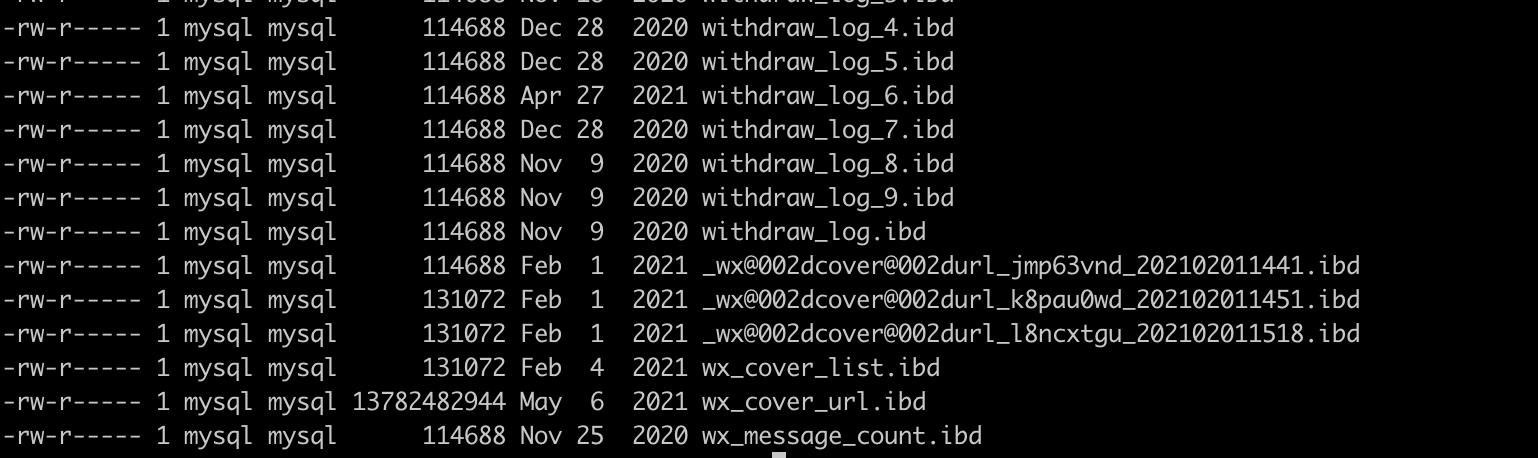 -rw-r----- 1 mysql mysql      114688 Dec 28  2020 withdraw_log_4.ibd
-rw-r----- 1 mysql mysql      114688 Dec 28  2020 withdraw_log_5.ibd
-rw-r----- 1 mysql mysql      114688 Apr 27  2021 withdraw_log_6.ibd
-rw-r----- 1 mysql mysql      114688 Dec 28  2020 withdraw_log_7.ibd
-rw-r----- 1 mysql mysql      114688 Nov  9  2020 withdraw_log_8.ibd
-rw-r----- 1 mysql mysql      114688 Nov  9  2020 withdraw_log_9.ibd
-rw-r----- 1 mysql mysql      114688 Nov  9  2020 withdraw_log.ibd
-rw-r----- 1 mysql mysql      114688 Feb  1  2021 _wx@002dcover@002durl_jmp63vnd_202102011441.ibd
-rw-r----- 1 mysql mysql      131072 Feb  1  2021 _wx@002dcover@002durl_k8pau0wd_202102011451.ibd
-rw-r----- 1 mysql mysql      131072 Feb  1  2021 _wx@002dcover@002durl_l8ncxtgu_202102011518.ibd
-rw-r----- 1 mysql mysql      131072 Feb  4  2021 wx_cover_list.ibd
-rw-r----- 1 mysql mysql 13782482944 May  6  2021 wx_cover_url.ibd
-rw-r----- 1 mysql mysql      114688 Nov 25  2020 wx_message_count.ibd